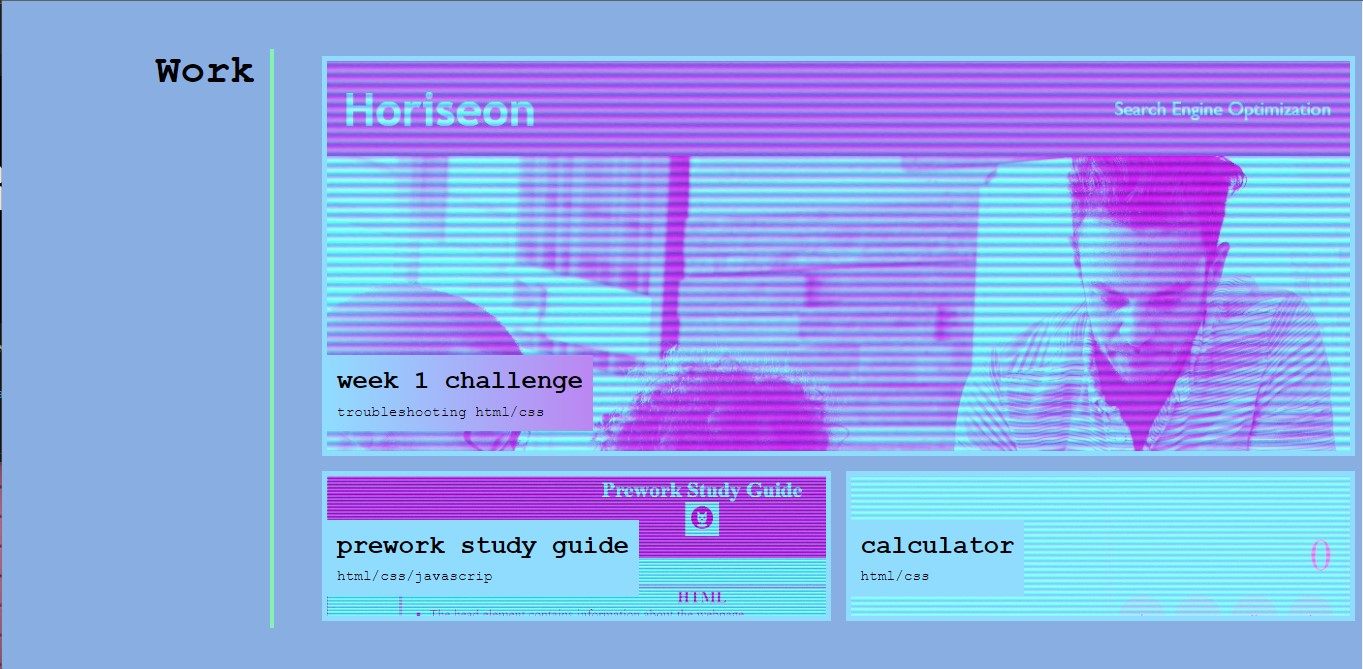 Work
Horiseon
Search Engine Optimization
week 1 challenge
troubleshooting html/css
Prework Study Guide
prework study guide
html/css/javascrip
HTML
The head element contains information about the webpage
calculator
html/css
0